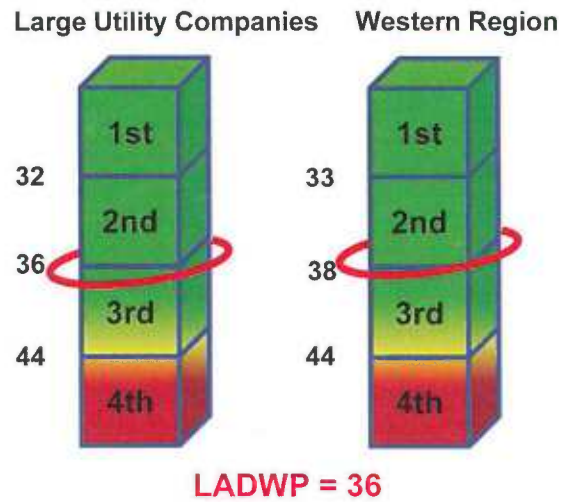 Large Utility Companies
Western Region
1st
32
2nd
36
3rd
44
4th
1st
33
2nd
38
3rd
44
4th
LADWP = 36